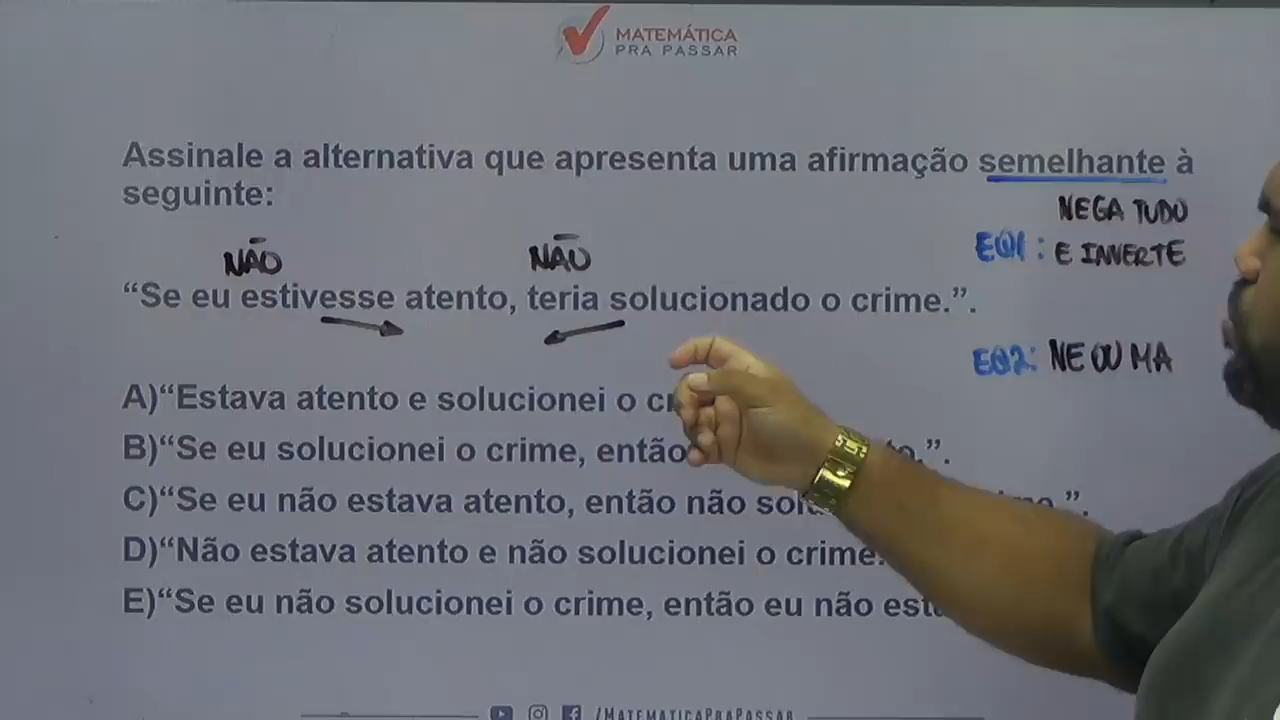 MATEMÁTICA
PRA PASSAR
Assinale a alternativa que apresenta uma afirmação semelhante à
seguinte:
NEGA TUDO
EQ1: E INVERTE
NÃO NÃO
“Se eu estivesse atento, teria solucionado o crime.”.
EQ2: NE OU MA
A)“Estava atento e solucionei o
B)“Se eu solucionei o crime, então
C)“Se eu não estava atento, então não
D)“Não estava atento e não solucionei o crime.
E)“Se eu não solucionei o crime, então eu não
/MATEMATICAPRAPASSAR